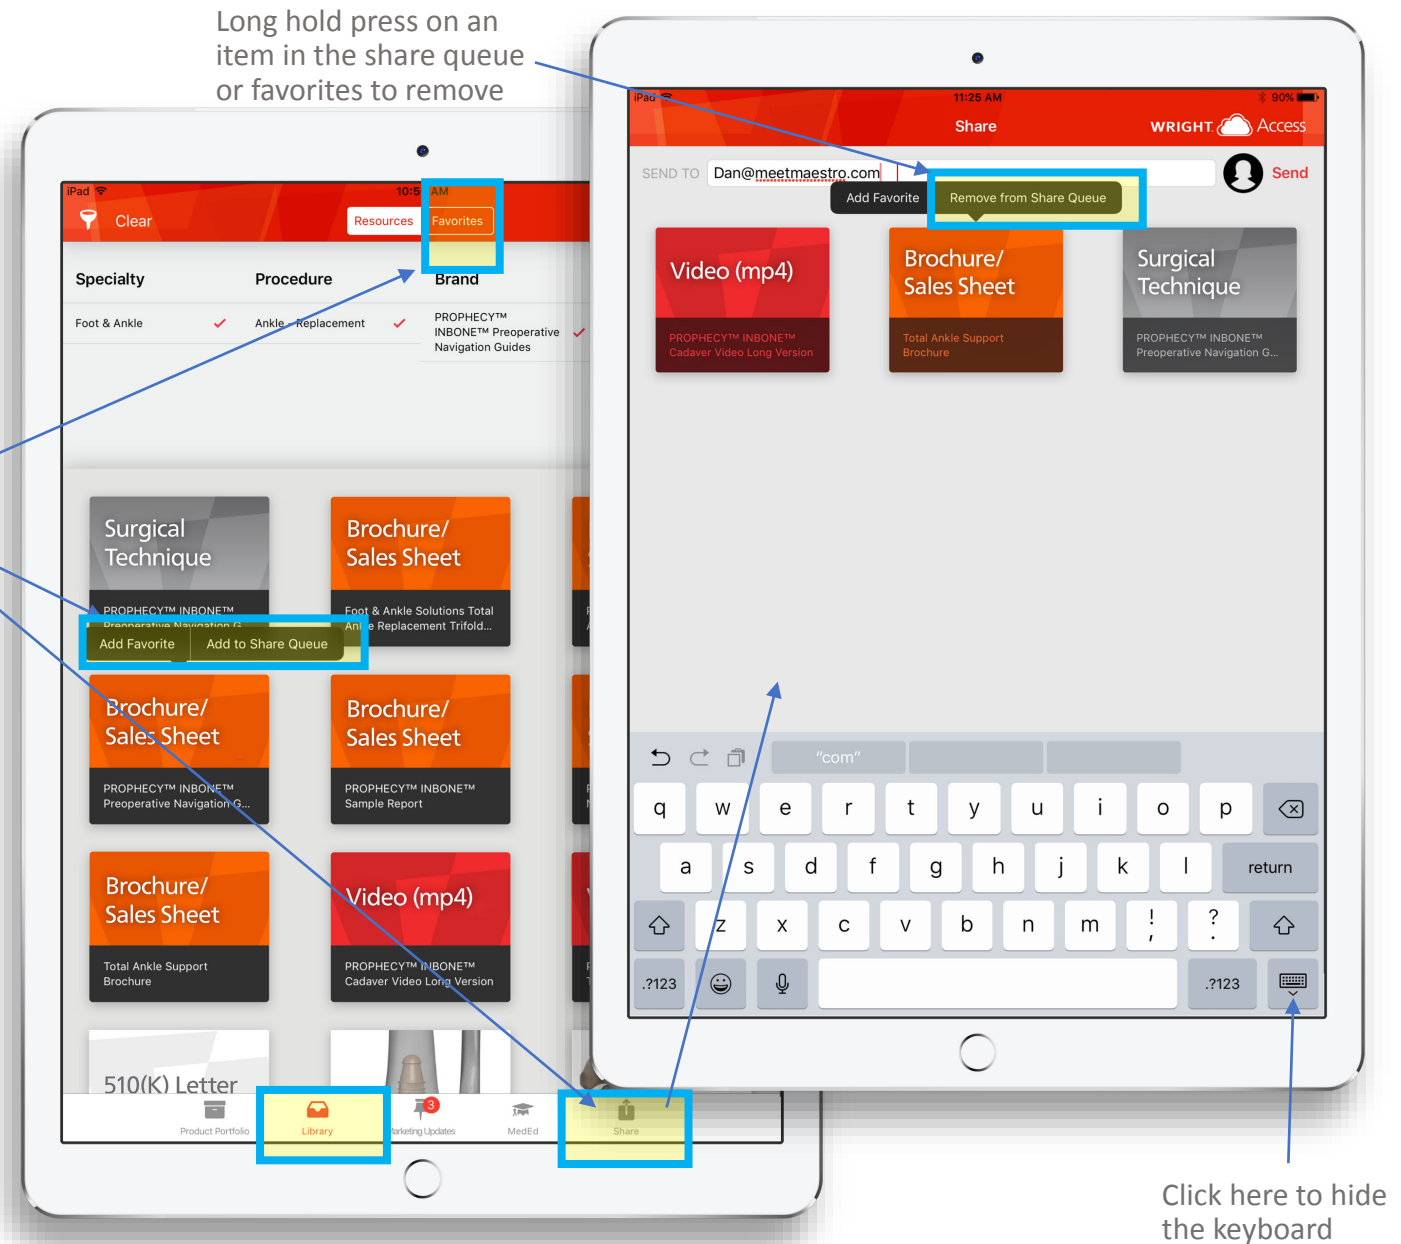 Long hold press on an
item in the share queue
or favorites to remove
iPad
Clear
Resources
Favorites
Specialty
Procedure
Brand
Foot & Ankle
Ankle - Replacement
PROPHECY™
INBONE™ Preoperative
Navigation Guides
Surgical
Technique
PROPHECY™ INBONE™
Preoperative Navigation G...
Brochure/
Sales Sheet
Foot & Ankle Solutions Total
Ankle Replacement Trifold...
Add Favorite
Add to Share Queue
Brochure/
Sales Sheet
PROPHECY™ INBONE™
Preoperative Navigation G...
Brochure/
Sales Sheet
PROPHECY™ INBONE™
Sample Report
Brochure/
Sales Sheet
Total Ankle Support
Brochure
Video (mp4)
PROPHECY™ INBONE™
Cadaver Video Long Version
510(K) Letter
Product Portfolio
Library
3
Marketing Updates
MedEd
Share
iPad
11:25 AM
90%
Share
WRIGHT. Access
SEND TO
Dan@meetmaestro.com
Send
Add Favorite
Remove from Share Queue
Video (mp4)
PROPHECY™ INBONE™
Cadaver Video Long Version
Brochure/
Sales Sheet
Total Ankle Support
Brochure
Surgical
Technique
PROPHECY™ INBONE™
Preoperative Navigation G...
"com"
q w e r t y u i o p
a s d f g h j k l return
z x c v b n m ! , ? .
.?123 .?123
Click here to hide
the keyboard